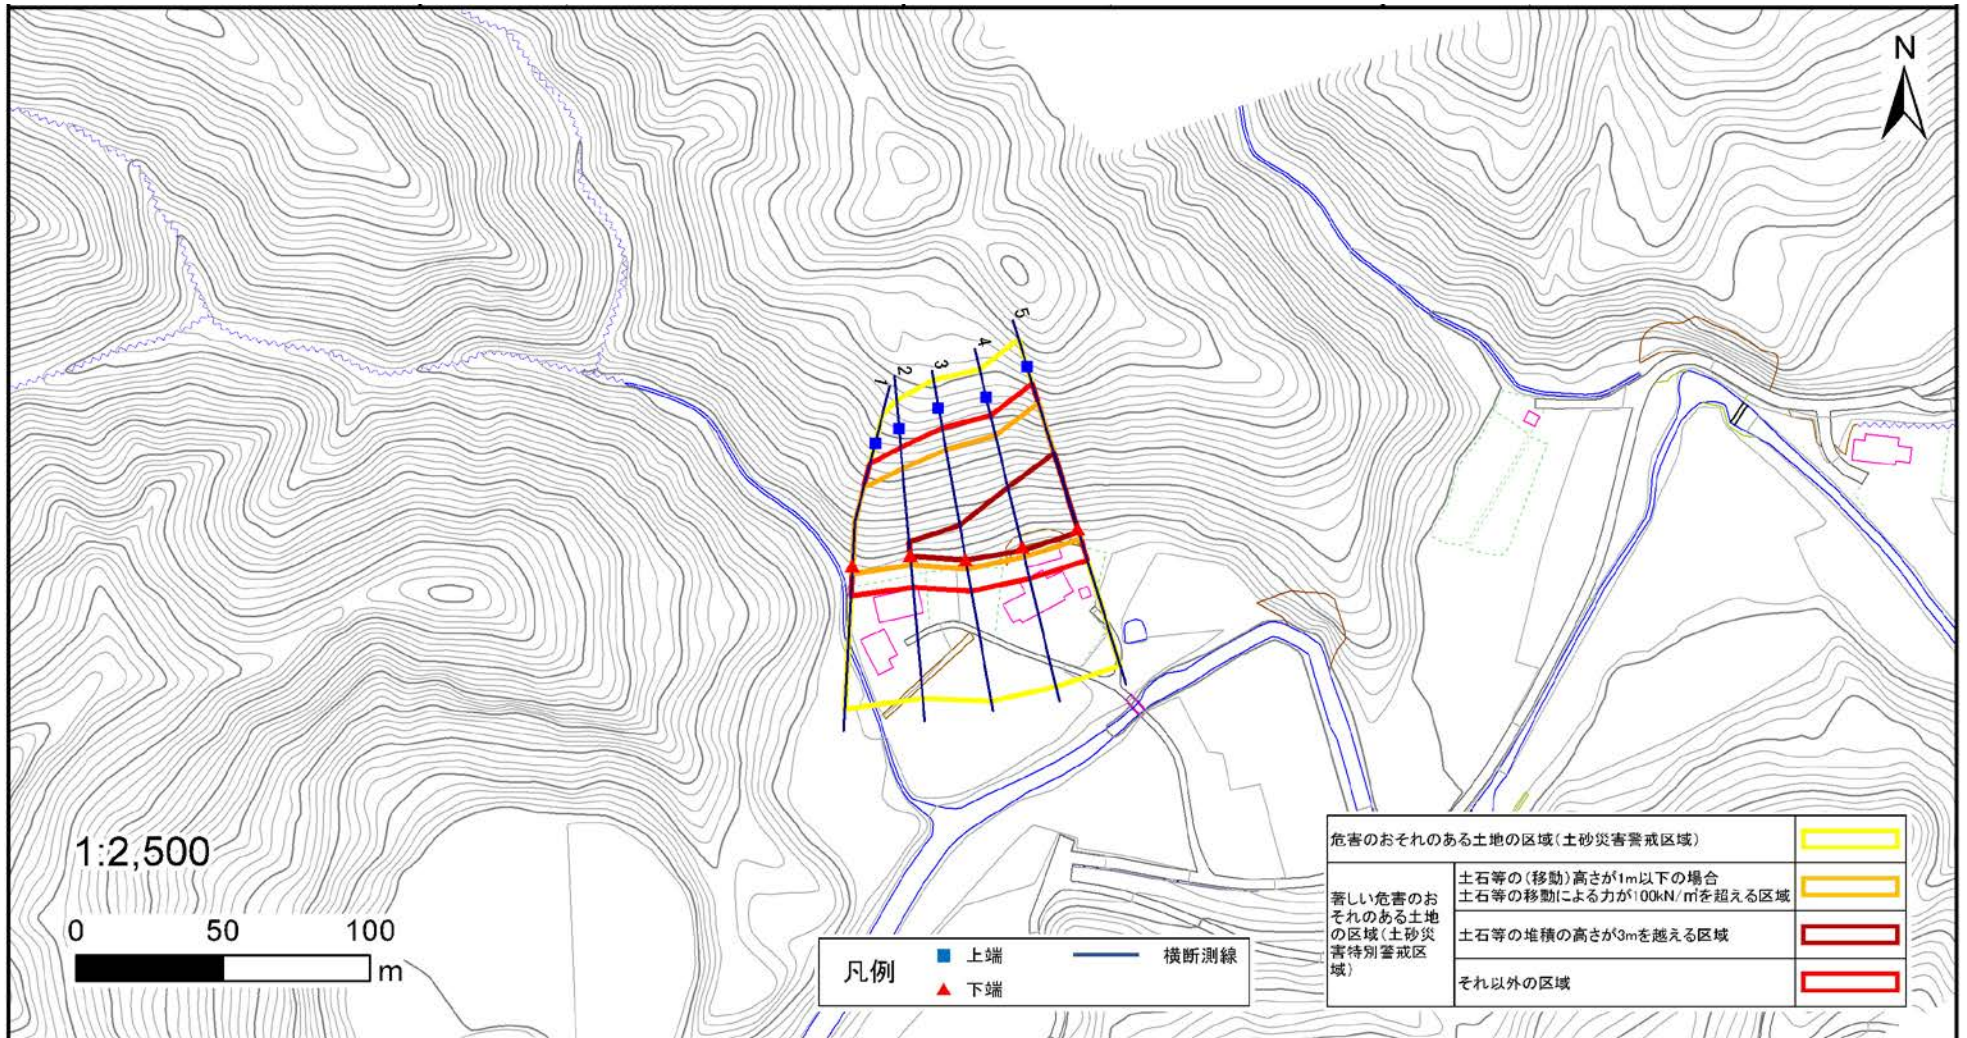 N
5
4
3
2
1
1:2,500
0 50 100
m
凡例
上端
横断測線
下端
危害のおそれのある土地の区域(土砂災害警戒区域)
著しい危害のお
それのある土地
の区域(土砂災
害特別警戒区
域)
土石等の(移動)高さが1m以下の場合
土石等の移動による力が100kN/㎡を超える区域
土石等の堆積の高さが3mを越える区域
それ以外の区域